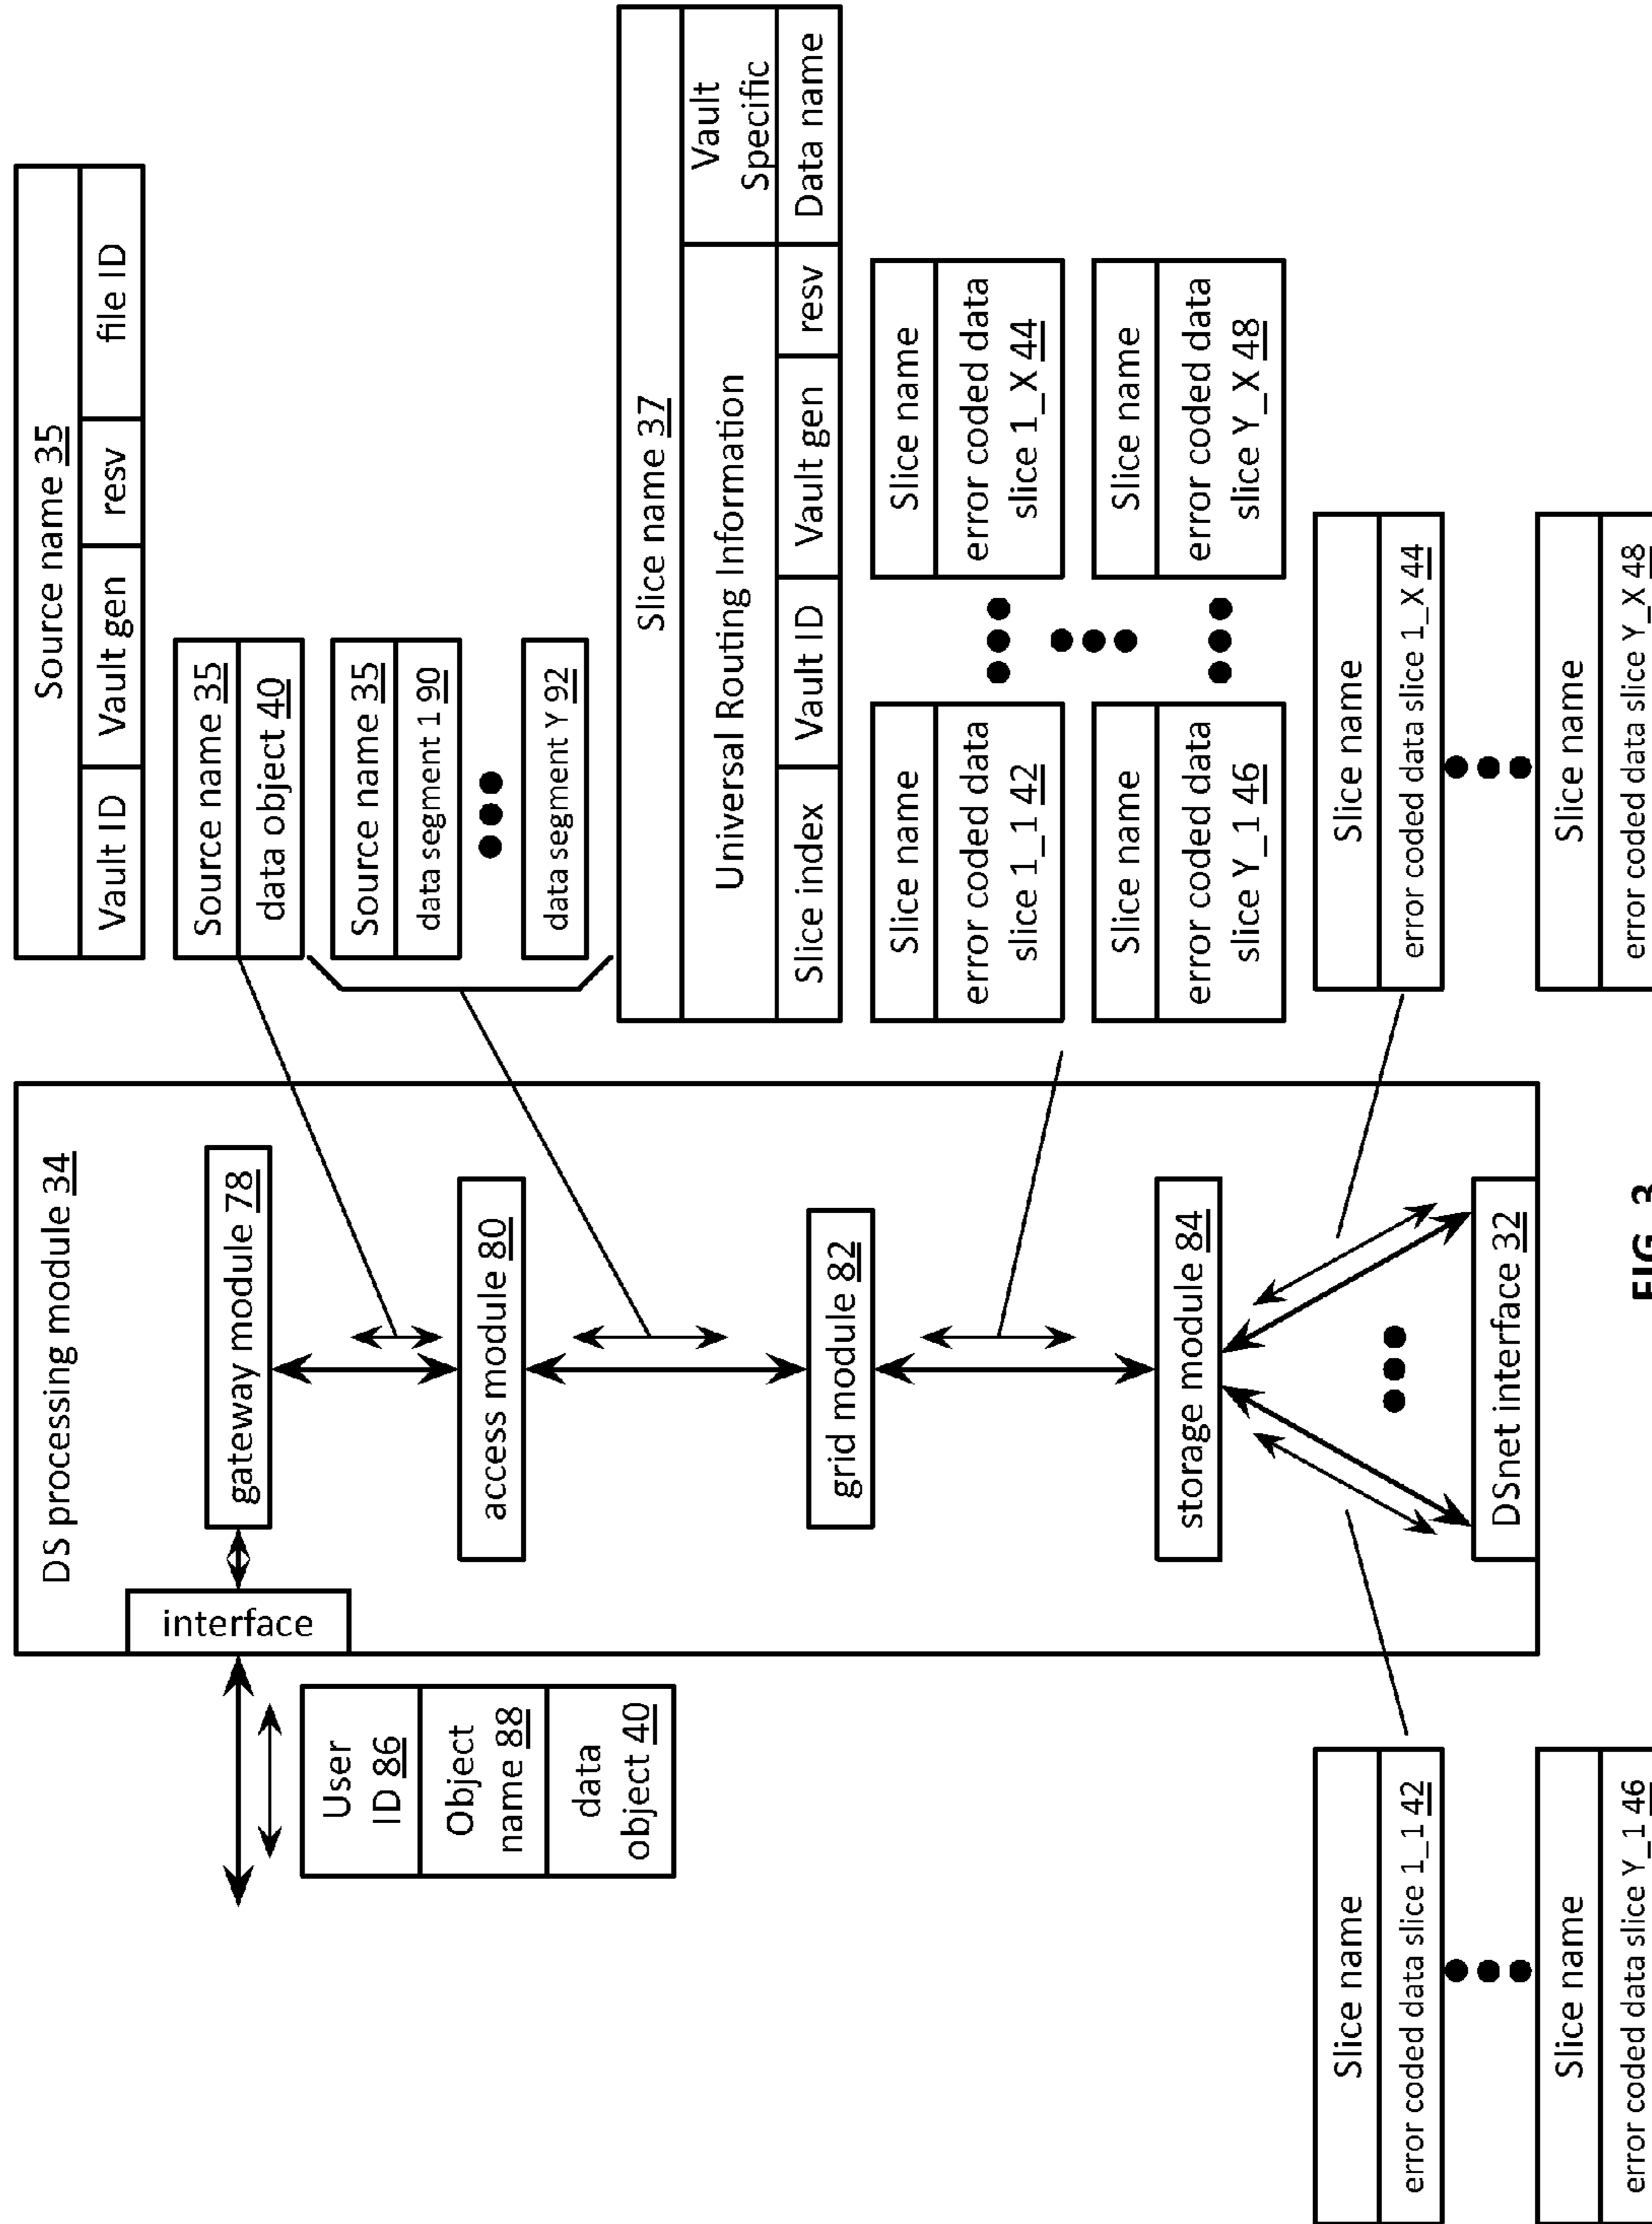 Source name 35
Vault ID
Vault gen
resv
file ID
Source name 35
data object 40
Source name 35
data segment 1 90
data segment Y 92
Slice name 37
Universal Routing Information
Vault
Specific
Slice index
Vault ID
Vault gen
resv
Data name
Slice name
error coded data
slice 1_1 42
Slice name
error coded data
slice 1_X 44
Slice name
error coded data
slice Y_1 46
Slice name
error coded data
slice Y_X 48
DS processing module 34
interface
gateway module 78
access module 80
grid module 82
storage module 84
DSnet interface 32
User
ID 86
Object
name 88
data
object 40
Slice name
error coded data slice 1_1 42
Slice name
error coded data slice Y_1 46
Slice name
error coded data slice 1_X 44
Slice name
error coded data slice Y_X 48
FIG. 3